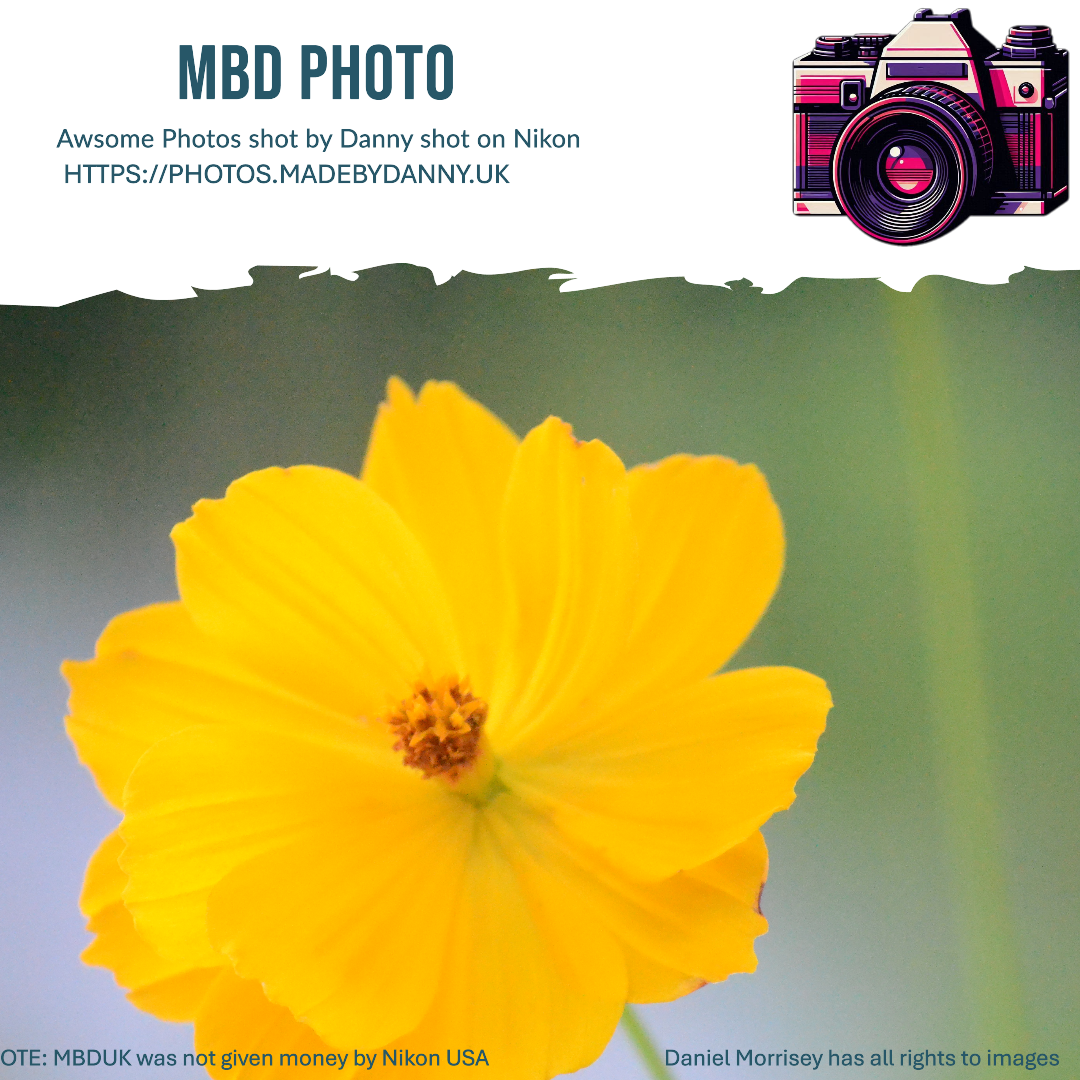 MBD PHOTO
Awsome Photos shot by Danny shot on Nikon
HTTPS://PHOTOS.MADEBYDANNY.UK
OTE: MBDUK was not given money by Nikon USA
Daniel Morrisey has all rights to images